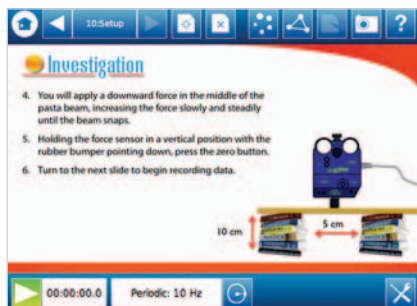 10:Setup
?
Investigation
4. You will apply a downward force in the middle of the
pasta beam, increasing the force slowly and steadily
until the beam snaps.
5. Holding the force sensor in a vertical position with the
rubber bumper pointing down, press the zero button.
6. Turn to the next slide to begin recording data.
10 cm
5 cm
00:00:00.0
Periodic: 10 Hz